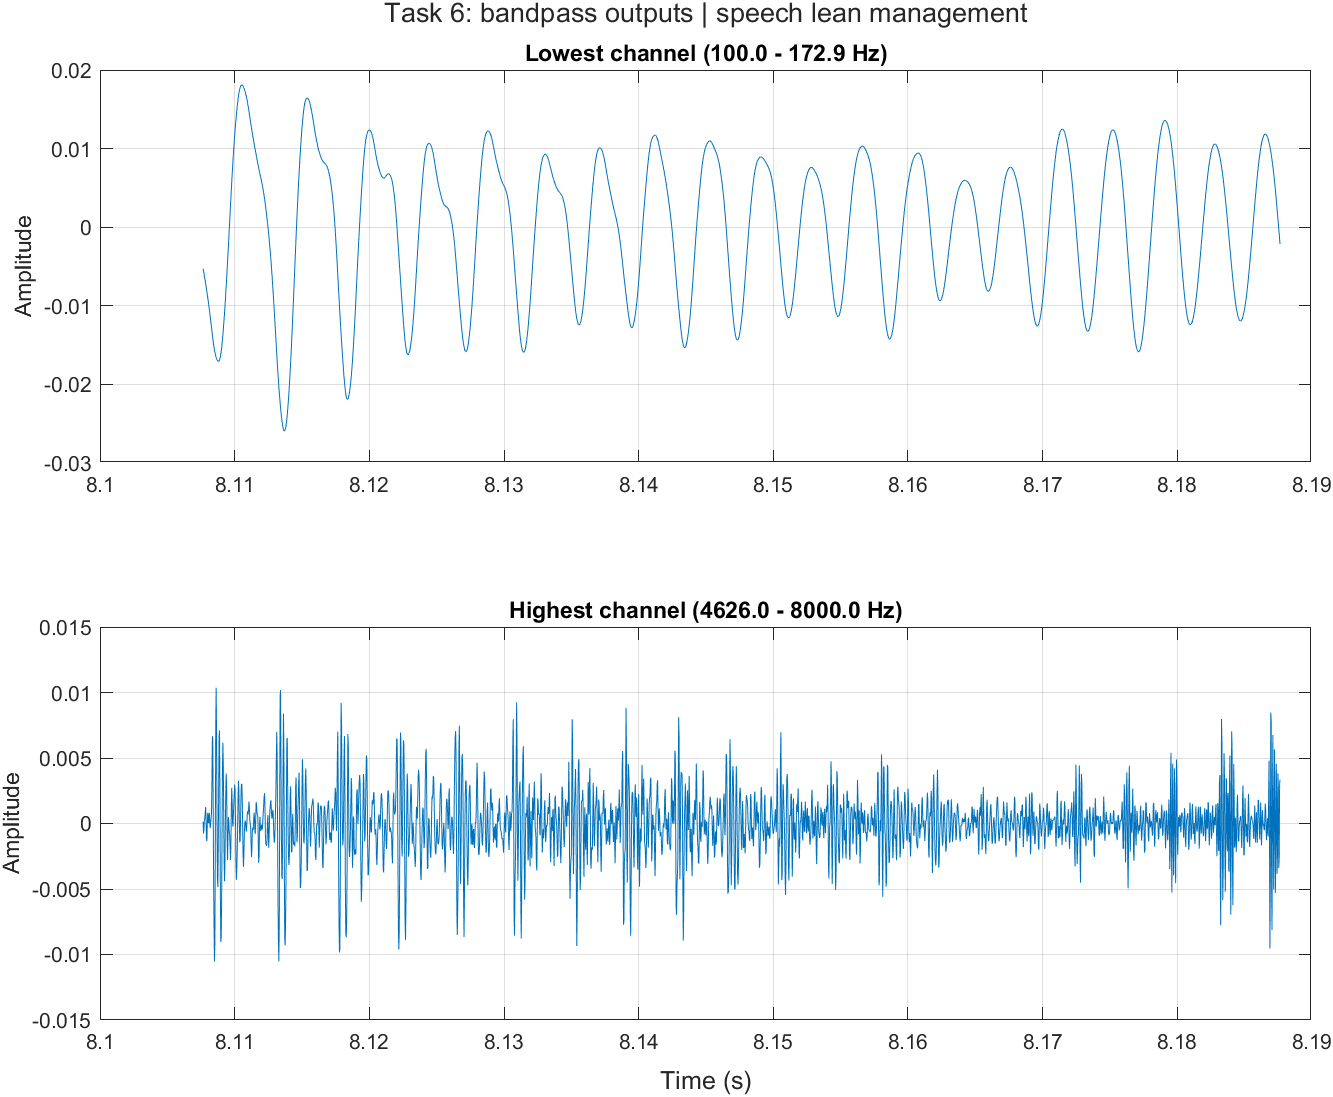 Task 6: bandpass outputs | speech lean management
Lowest channel (100.0 - 172.9 Hz)
0.02
0.01
0
-0.01
-0.02
-0.03
Amplitude
8.1 8.11 8.12 8.13 8.14 8.15 8.16 8.17 8.18 8.19
Highest channel (4626.0 - 8000.0 Hz)
0.015
0.01
0.005
0
-0.005
-0.01
-0.015
Amplitude
8.1 8.11 8.12 8.13 8.14 8.15 8.16 8.17 8.18 8.19
Time (s)